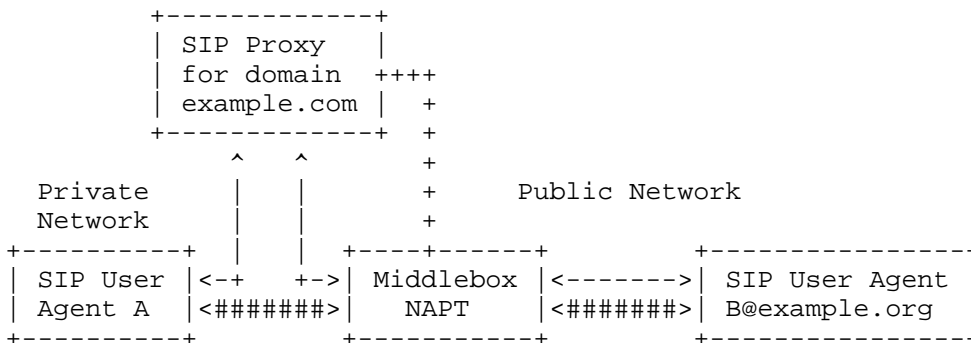 SIP Proxy
for domain
example.com
Private Public Network
Network
SIP User Middlebox SIP User Agent
Agent A NAPT B@example.org